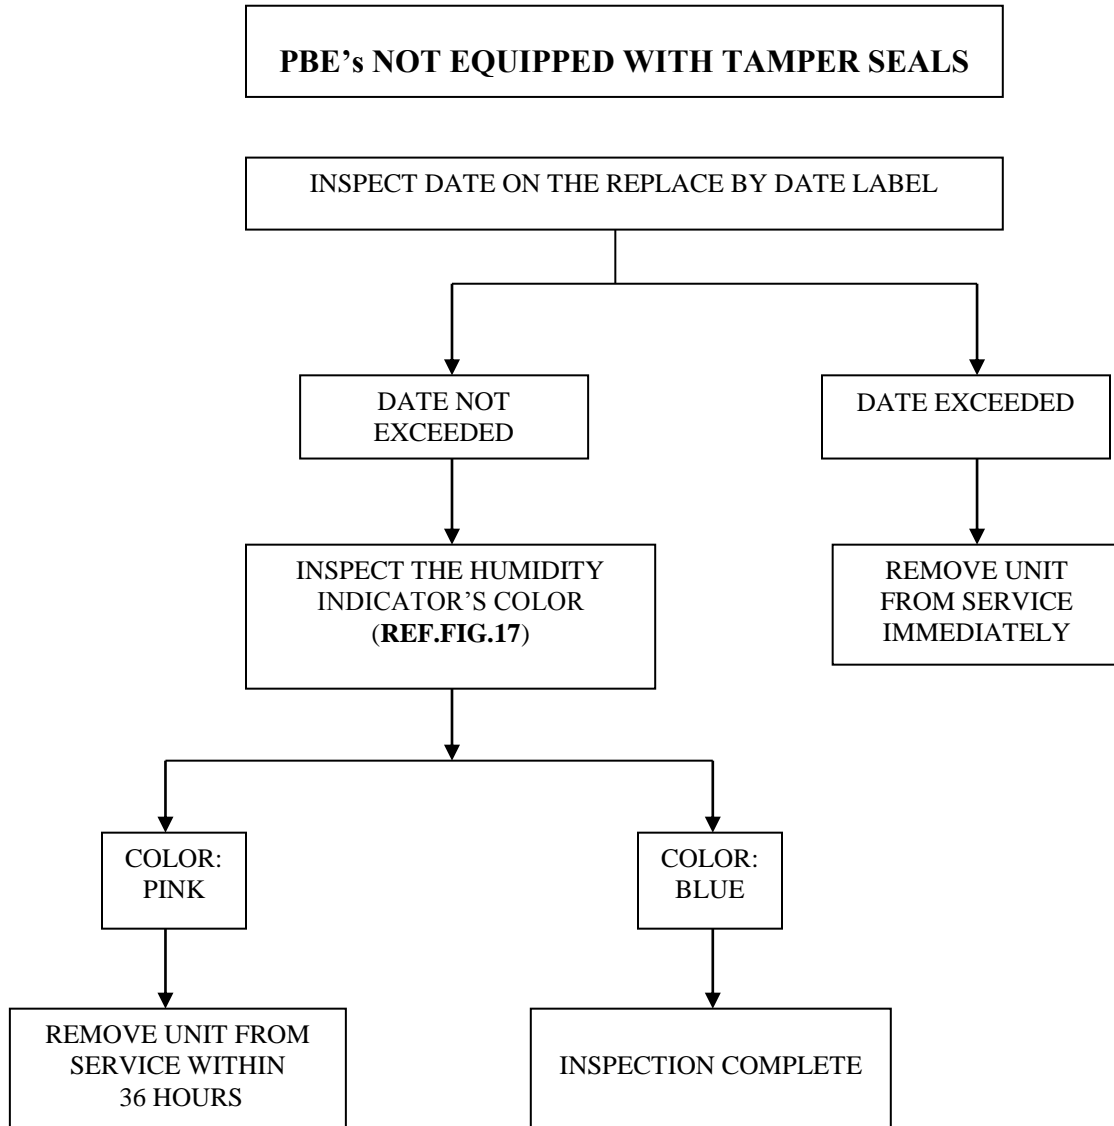 PBE’s NOT EQUIPPED WITH TAMPER SEALS
INSPECT DATE ON THE REPLACE BY DATE LABEL
DATE NOT
EXCEEDED
DATE EXCEEDED
INSPECT THE HUMIDITY
INDICATOR’S COLOR
(REF.FIG.17)
REMOVE UNIT
FROM SERVICE
IMMEDIATELY
COLOR:
PINK
COLOR:
BLUE
REMOVE UNIT FROM
SERVICE WITHIN
36 HOURS
INSPECTION COMPLETE